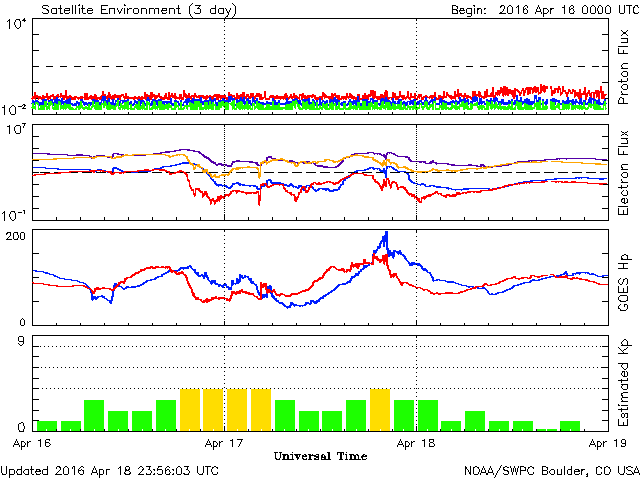 Satellite Environment (3 day) Begin: 2016 Apr 16 0000 UTC
10⁴
10⁻²
Proton Flux
10⁷
10⁻¹
Electron Flux
200
0
GOES Hp
9
0
Estimated Kp
Apr 16 Apr 17 Apr 18 Apr 19
Universal Time
Updated 2016 Apr 18 23:56:03 UTC NOAA/SWPC Boulder, CO USA